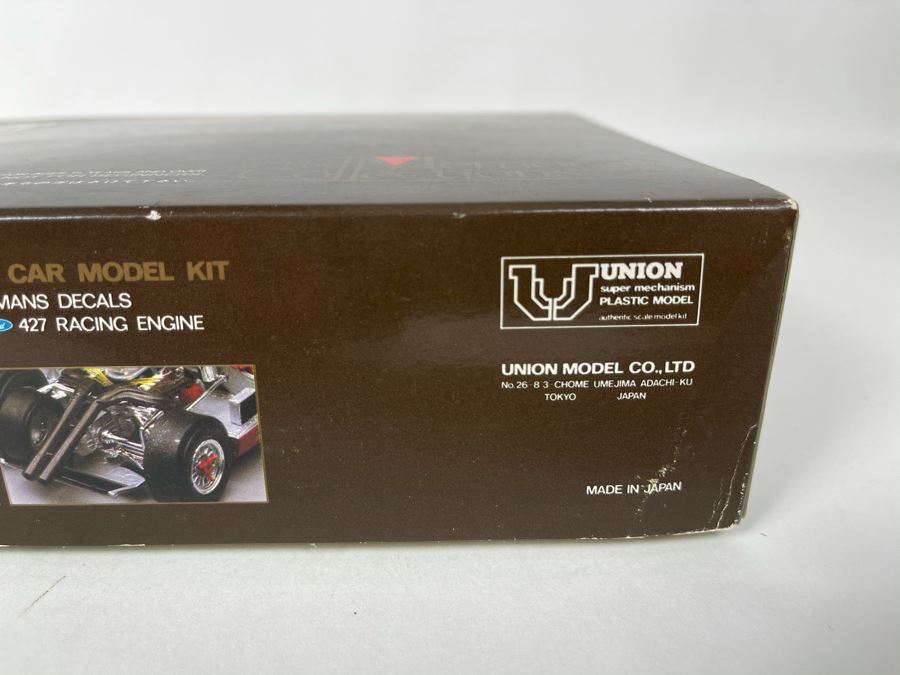 CAR MODEL KIT
MANS DECALS
427 RACING ENGINE
UNION
super mechanism
PLASTIC MODEL
authentic scale model kit
UNION MODEL CO., LTD
No.26-8 3-CHOME UMEJIMA ADACHI-KU
TOKYO JAPAN
MADE IN JAPAN